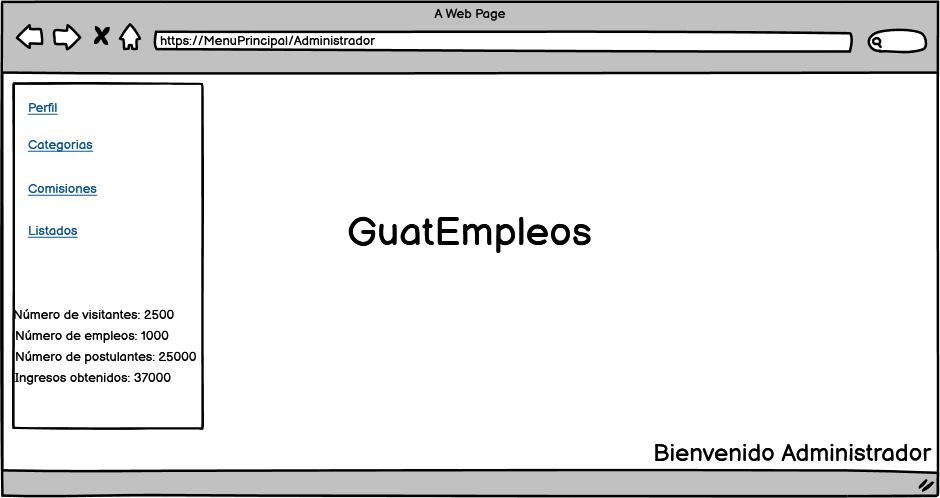 A Web Page
https://MenuPrincipal/Administrador
Perfil
Categorias
Comisiones
Listados
GuatEmpleos
Número de visitantes: 2500
Número de empleos: 1000
Número de postulantes: 25000
Ingresos obtenidos: 37000
Bienvenido Administrador